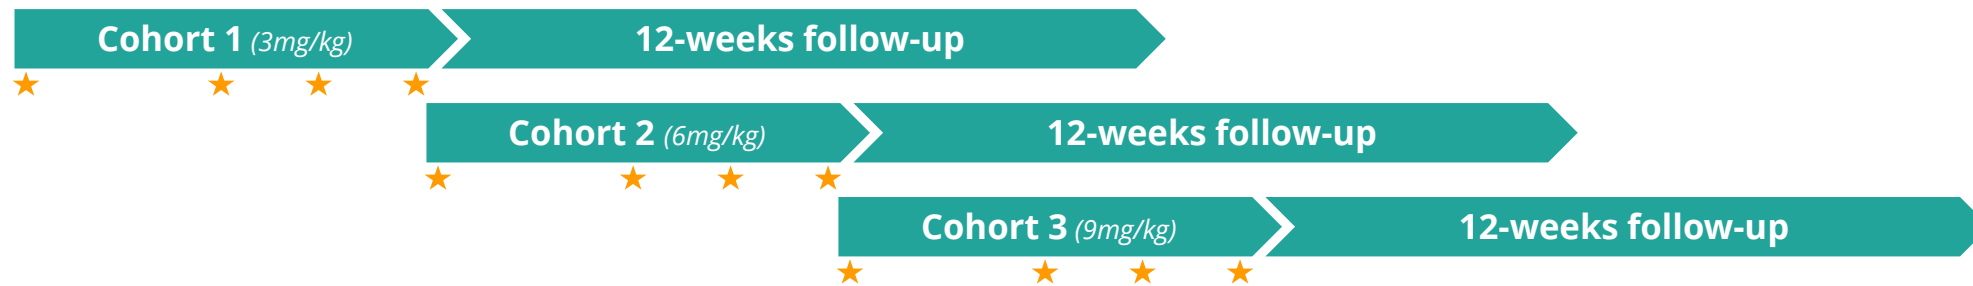 Cohort 1 (3mg/kg)
12-weeks follow-up
Cohort 2 (6mg/kg)
12-weeks follow-up
Cohort 3 (9mg/kg)
12-weeks follow-up